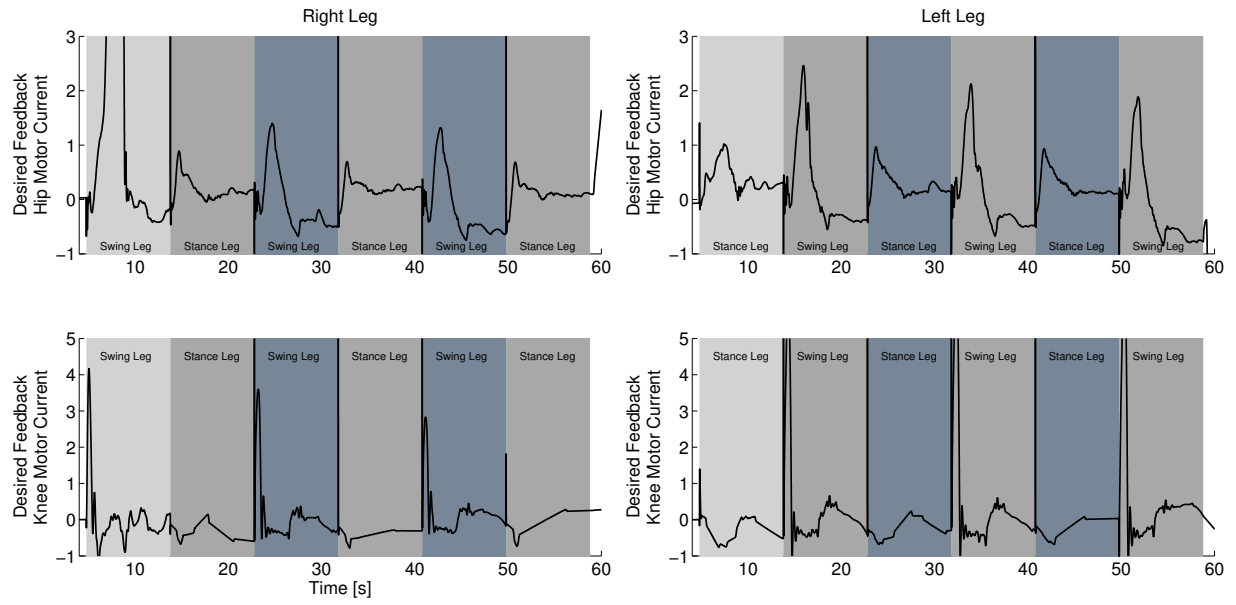 Right Leg
Desired Feedback
Hip Motor Current
3
2
1
0
−1
Swing Leg Stance Leg Swing Leg Stance Leg Swing Leg Stance Leg
10 20 30 40 50 60
Left Leg
Desired Feedback
Hip Motor Current
3
2
1
0
−1
Stance Leg Swing Leg Stance Leg Swing Leg Stance Leg Swing Leg
10 20 30 40 50 60
Desired Feedback
Knee Motor Current
5
4
3
2
1
0
−1
Swing Leg Stance Leg Swing Leg Stance Leg Swing Leg Stance Leg
10 20 30 40 50 60
Time [s]
Desired Feedback
Knee Motor Current
5
4
3
2
1
0
−1
Stance Leg Swing Leg Stance Leg Swing Leg Stance Leg Swing Leg
10 20 30 40 50 60